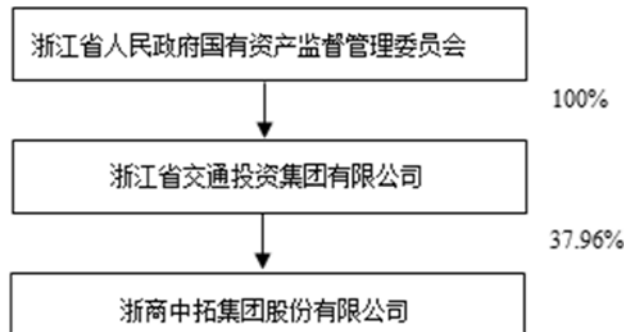 浙江省人民政府国有资产监督管理委员会
100%
浙江省交通投资集团有限公司
37.96%
浙商中拓集团股份有限公司